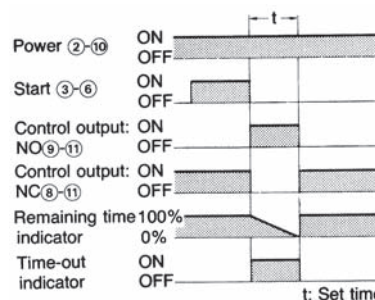 t
Power ②-⑩ ON
OFF
Start ③-⑥ ON
OFF
Control output: ON
NO⑨-⑪ OFF
Control output: ON
NC⑧-⑪ OFF
Remaining time 100%
indicator 0%
Time-out ON
indicator OFF
t: Set time